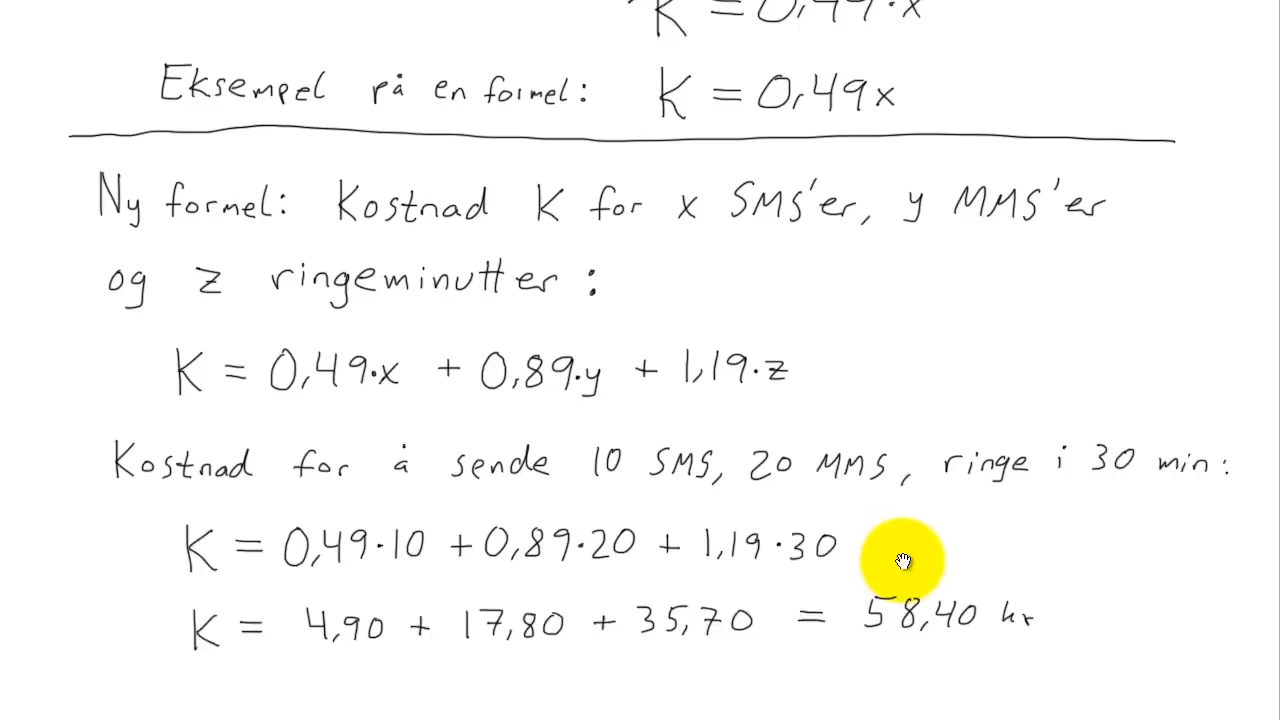 K = 0,49·x
Eksempel på en formel: K = 0,49x
Ny formel: Kostnad K for x SMS'er, y MMS'er
og z ringeminutter:
K = 0,49·x + 0,89·y + 1,19·z
Kostnad for å sende 10 SMS, 20 MMS, ringe i 30 min:
K = 0,49·10 + 0,89·20 + 1,19·30
K = 4,90 + 17,80 + 35,70 = 58,40 kr